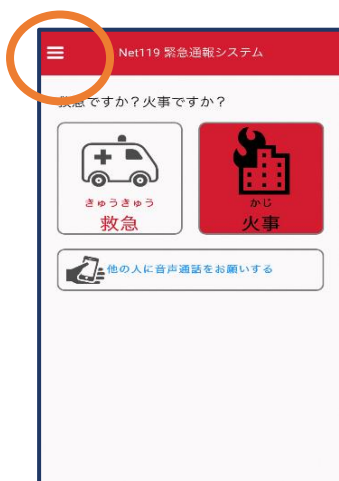 Net119 緊急通報システム
救急ですか？火事ですか？
きゅうきゅう
救急
かじ
火事
他の人に音声通話をお願いする